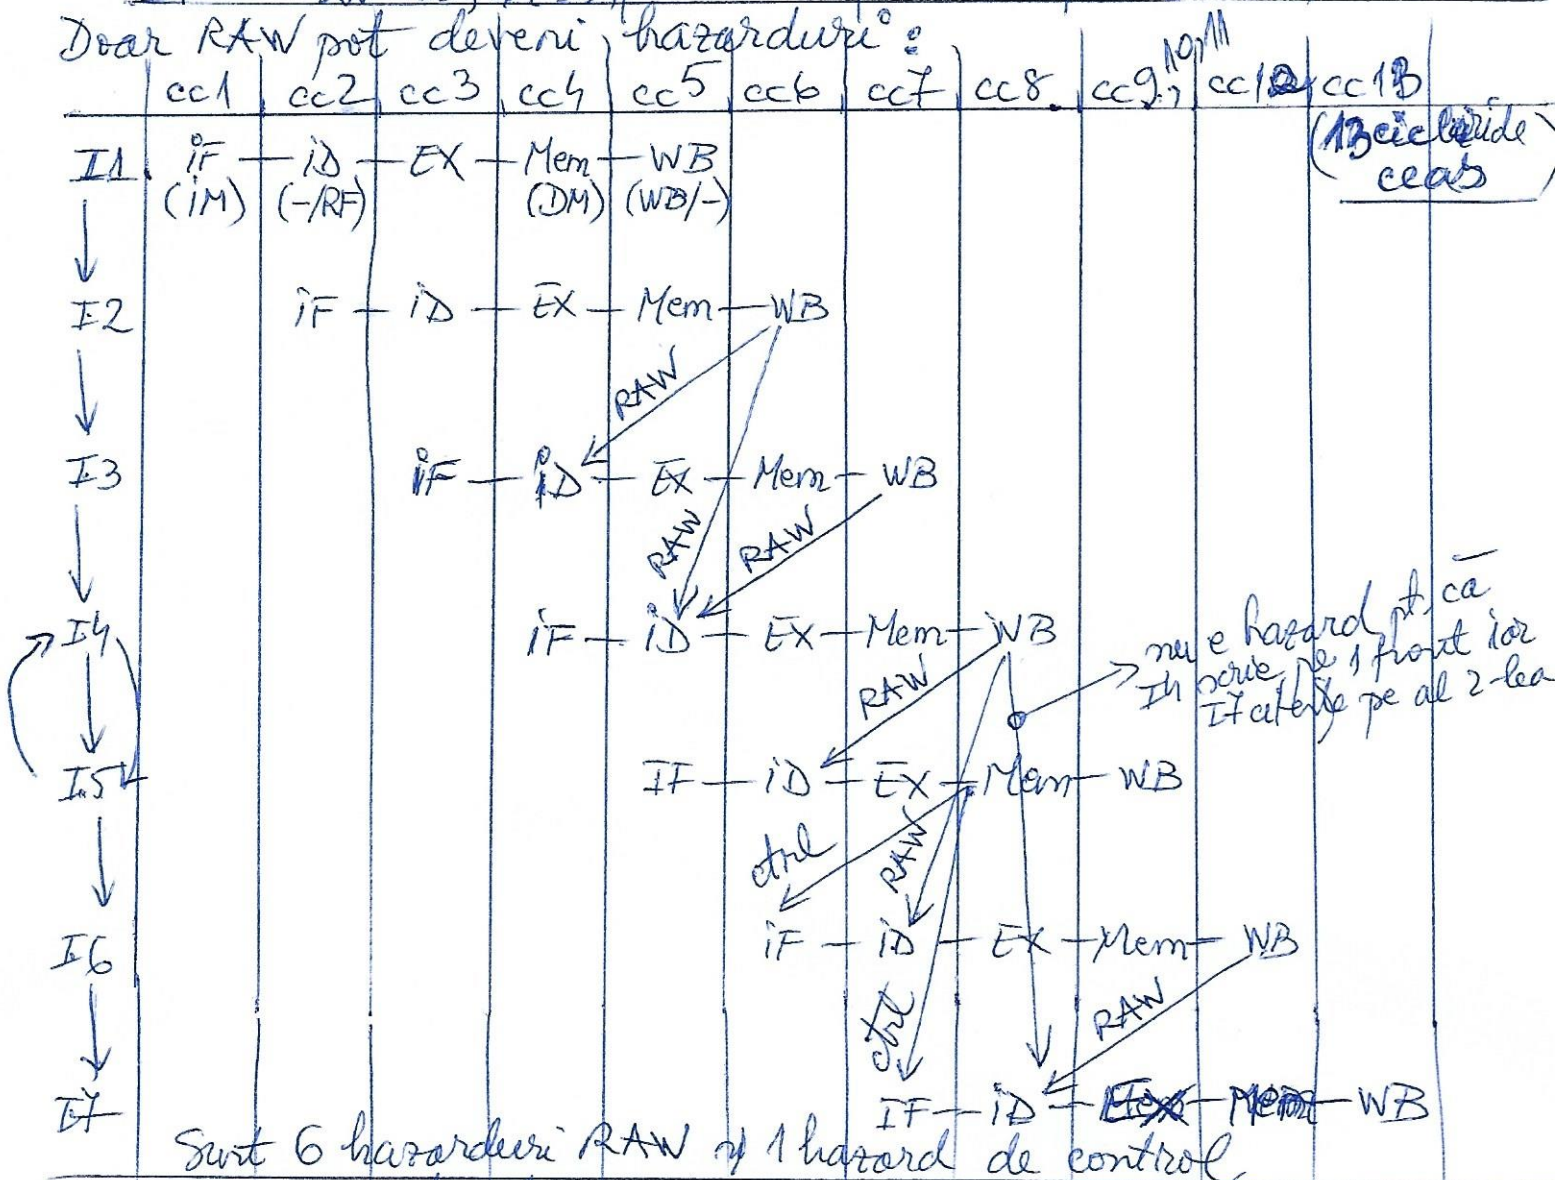 Doar RAW pot deveni hazarduri:
cc1 cc2 cc3 cc4 cc5 cc6 cc7 cc8 cc9., 10, 11 cc12 cc13
(13 cicluri de
ceas)
I1 iF — iD — EX — Mem — WB
(iM) (-/RF) (DM) (WB/-)
I2 iF — iD — EX — Mem — WB
RAW
I3 iF — iD — EX — Mem — WB
RAW RAW
I4 iF — iD — EX — Mem — WB
nu e hazard pt. că
I4 scrie pe 1 front iar
I7 citește pe al 2-lea
RAW
I5 IF — iD — EX — Mem — WB
ctrl RAW
I6 iF — iD — EX — Mem — WB
ctrl RAW
I7 IF — iD — Ex — Mem — WB
Sunt 6 hazarduri RAW și 1 hazard de control.